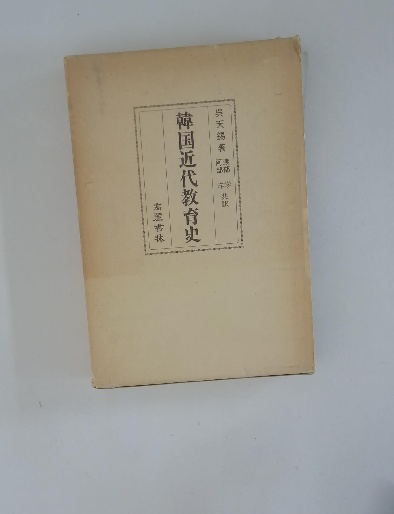 呉天錫著
渡部学
阿部洋 共訳
韓国近代教育史
高麗書林